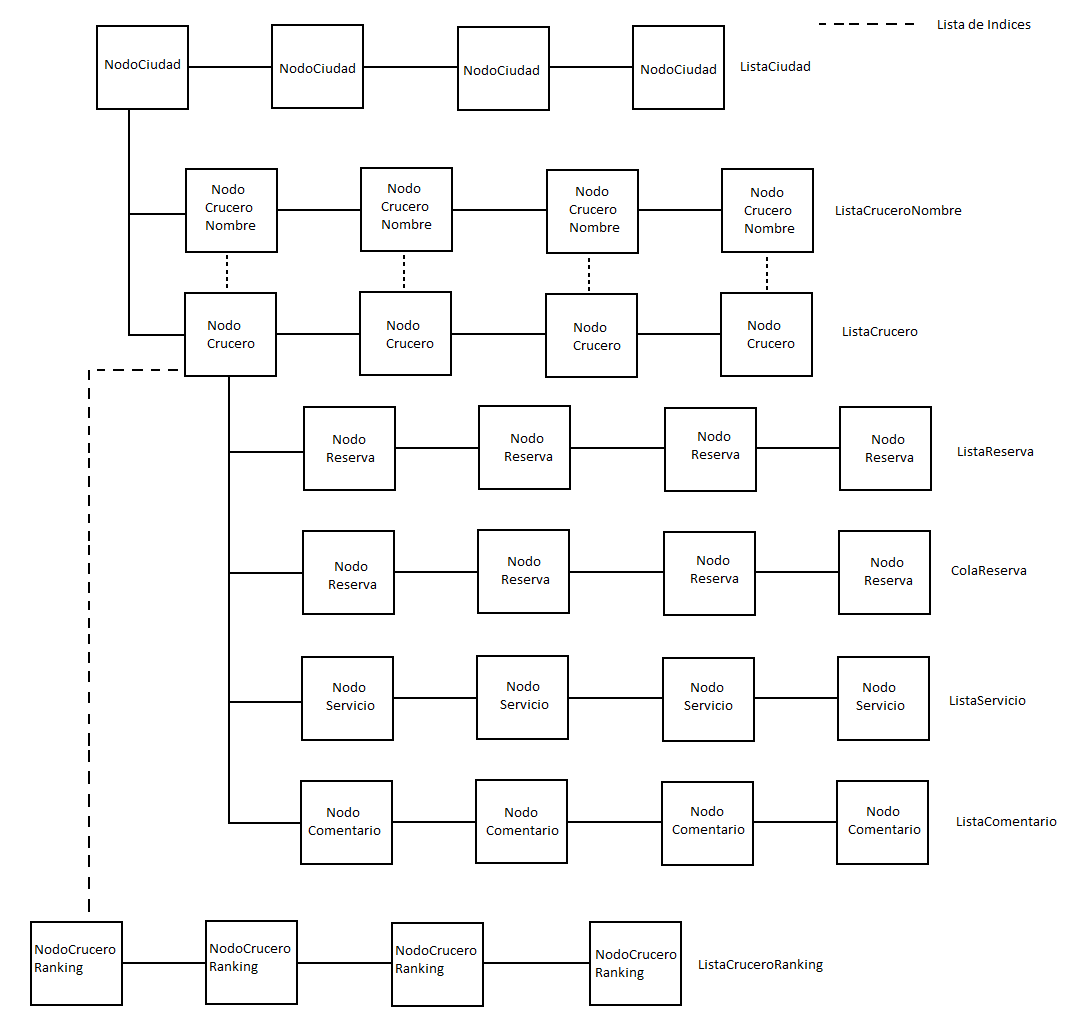 Lista de Indices
NodoCiudad
NodoCiudad
NodoCiudad
NodoCiudad
ListaCiudad
Nodo
Crucero
Nombre
Nodo
Crucero
Nombre
Nodo
Crucero
Nombre
Nodo
Crucero
Nombre
ListaCruceroNombre
Nodo
Crucero
Nodo
Crucero
Nodo
Crucero
Nodo
Crucero
ListaCrucero
Nodo
Reserva
Nodo
Reserva
Nodo
Reserva
Nodo
Reserva
ListaReserva
Nodo
Reserva
Nodo
Reserva
Nodo
Reserva
Nodo
Reserva
ColaReserva
Nodo
Servicio
Nodo
Servicio
Nodo
Servicio
Nodo
Servicio
ListaServicio
Nodo
Comentario
Nodo
Comentario
Nodo
Comentario
Nodo
Comentario
ListaComentario
NodoCrucero
Ranking
NodoCrucero
Ranking
NodoCrucero
Ranking
NodoCrucero
Ranking
ListaCruceroRanking